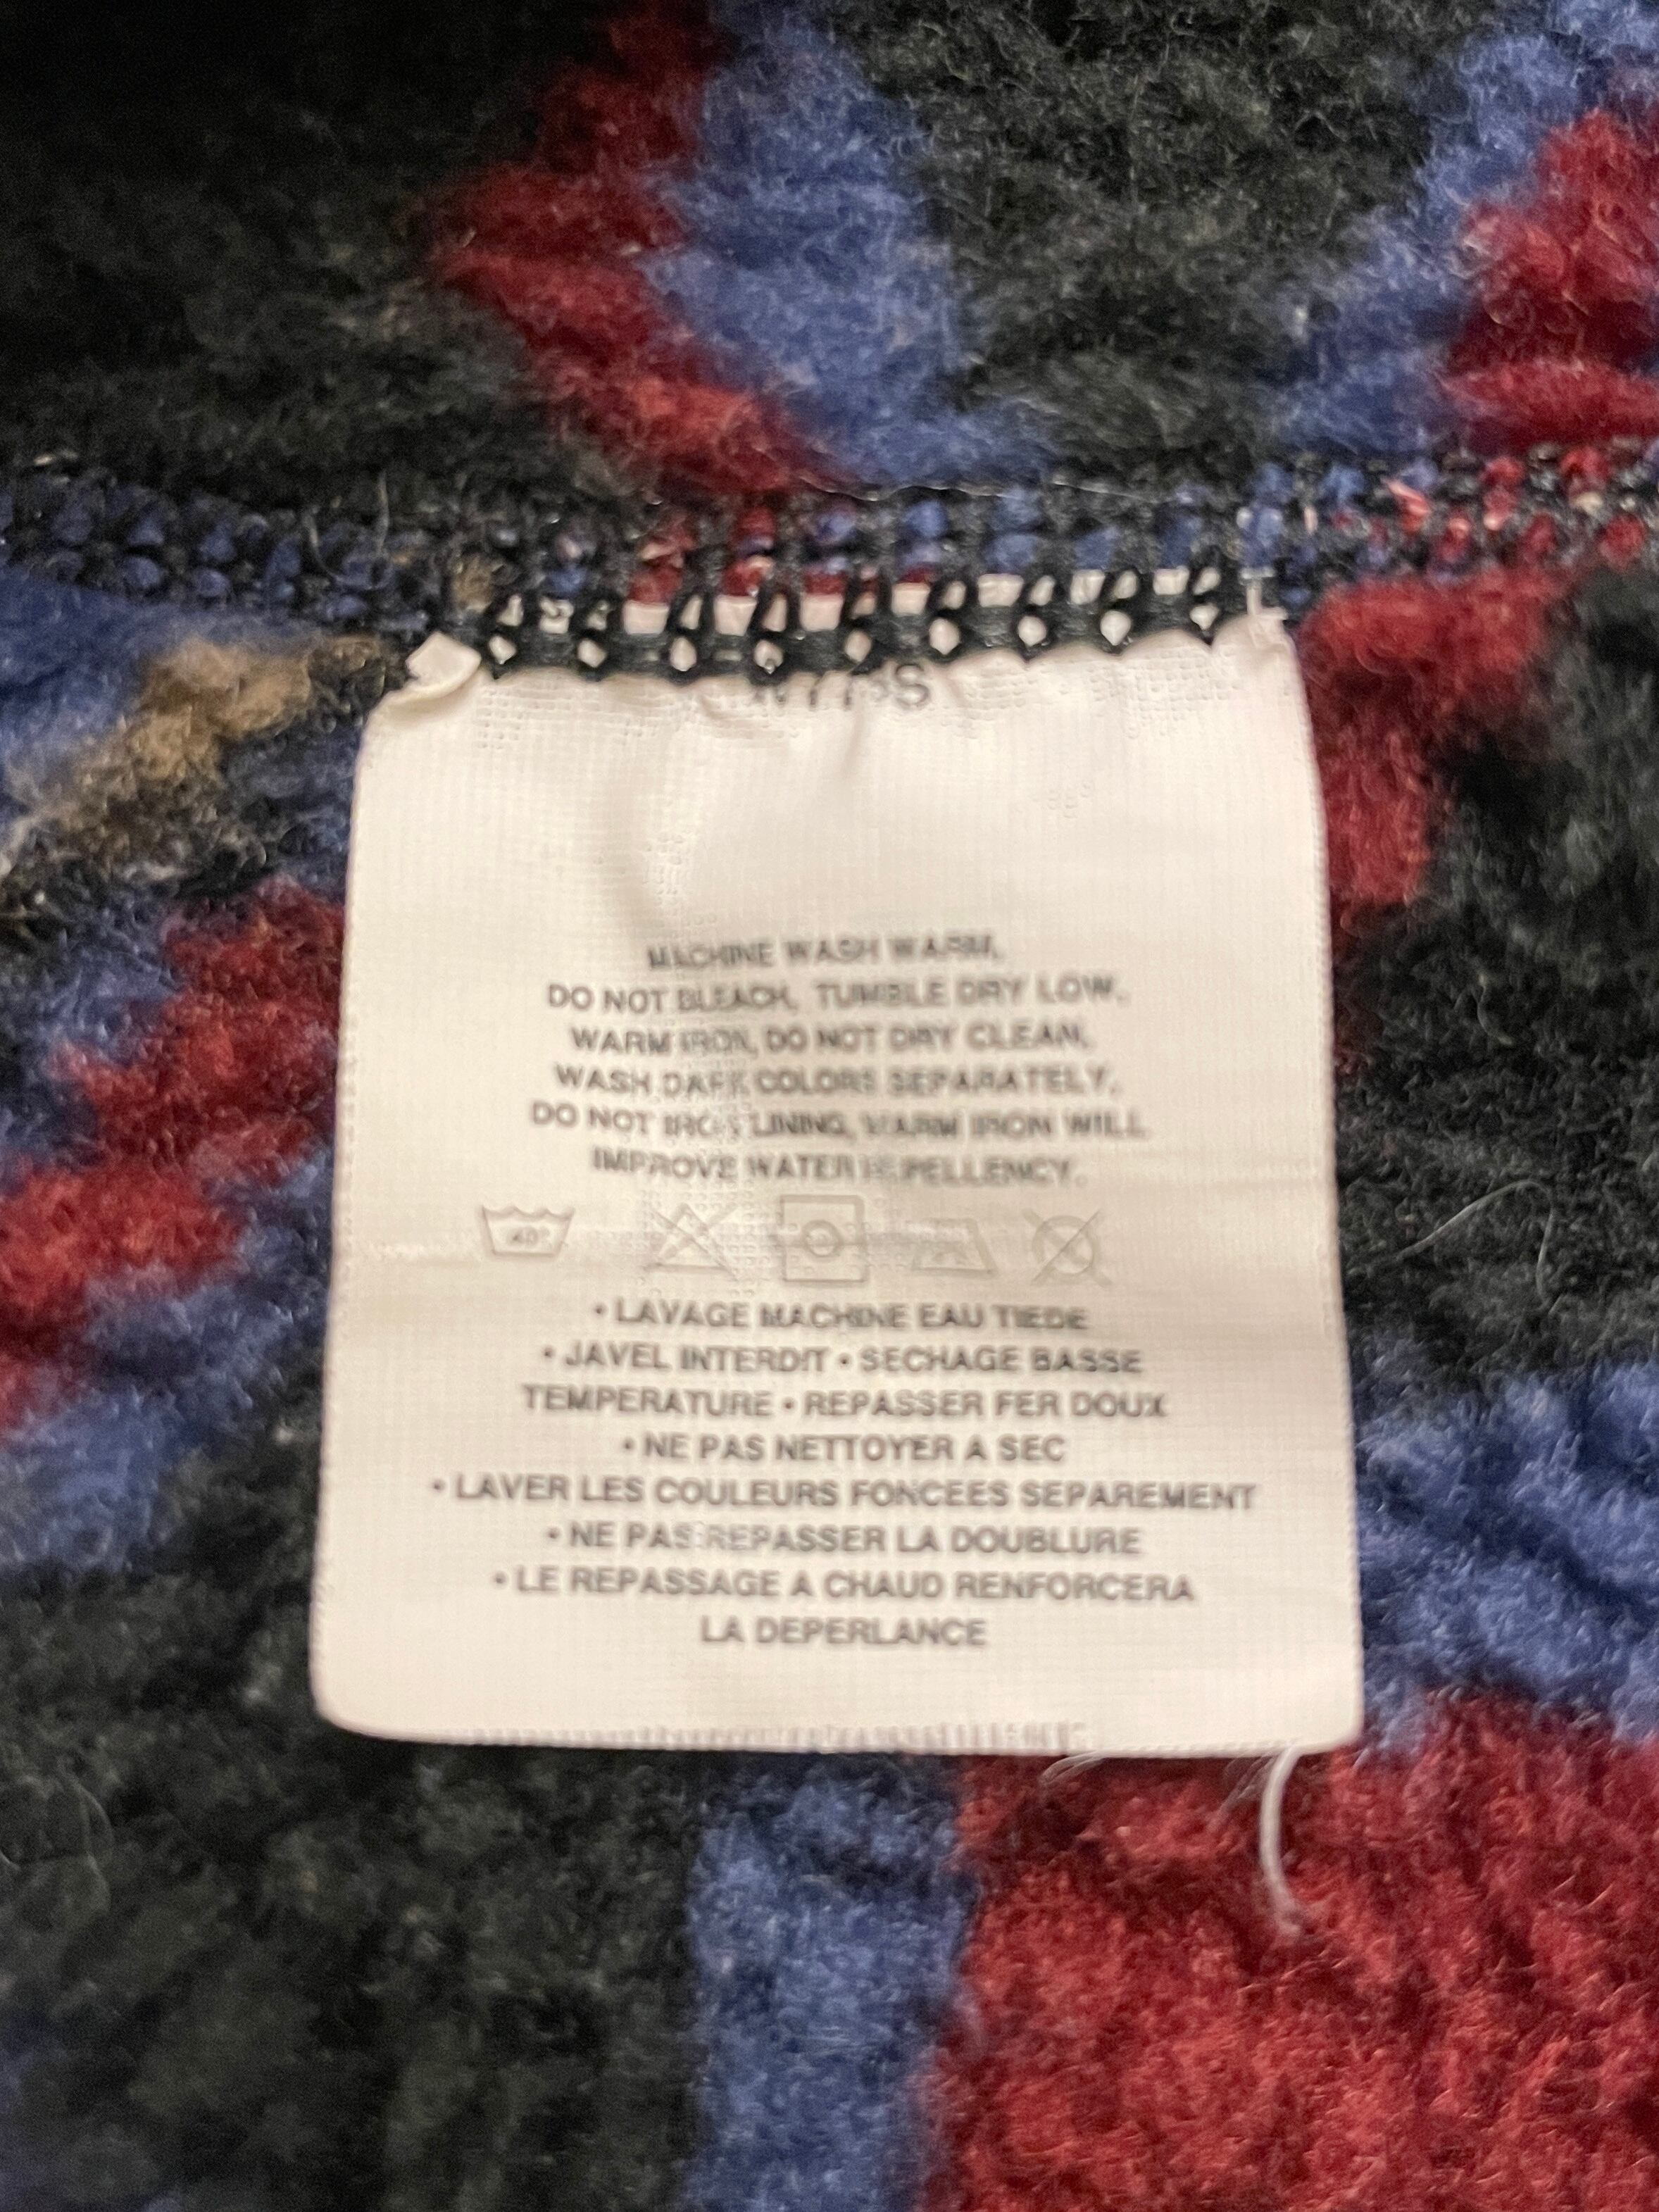 MACHINE WASH WARM.
DO NOT BLEACH. TUMBLE DRY LOW.
WARM IRON, DO NOT DRY CLEAN.
WASH DARK COLORS SEPARATELY.
DO NOT IRON LINING, WARM IRON WILL
IMPROVE WATER REPELLENCY.
40°
• LAVAGE MACHINE EAU TIEDE
• JAVEL INTERDIT • SECHAGE BASSE
TEMPERATURE • REPASSER FER DOUX
• NE PAS NETTOYER A SEC
• LAVER LES COULEURS FONCEES SEPAREMENT
• NE PAS REPASSER LA DOUBLURE
• LE REPASSAGE A CHAUD RENFORCERA
LA DEPERLANCE